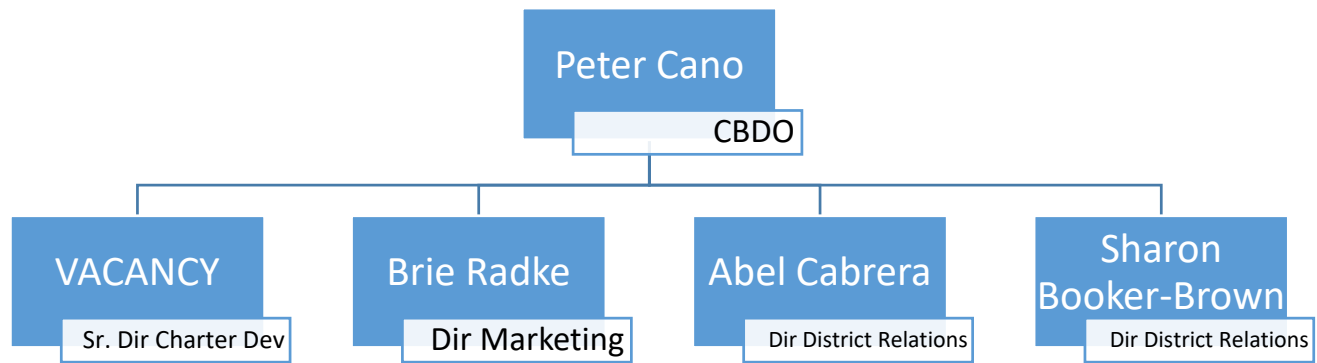 Peter Cano
CBDO
VACANCY
Sr. Dir Charter Dev
Brie Radke
Dir Marketing
Abel Cabrera
Dir District Relations
Sharon
Booker-Brown
Dir District Relations